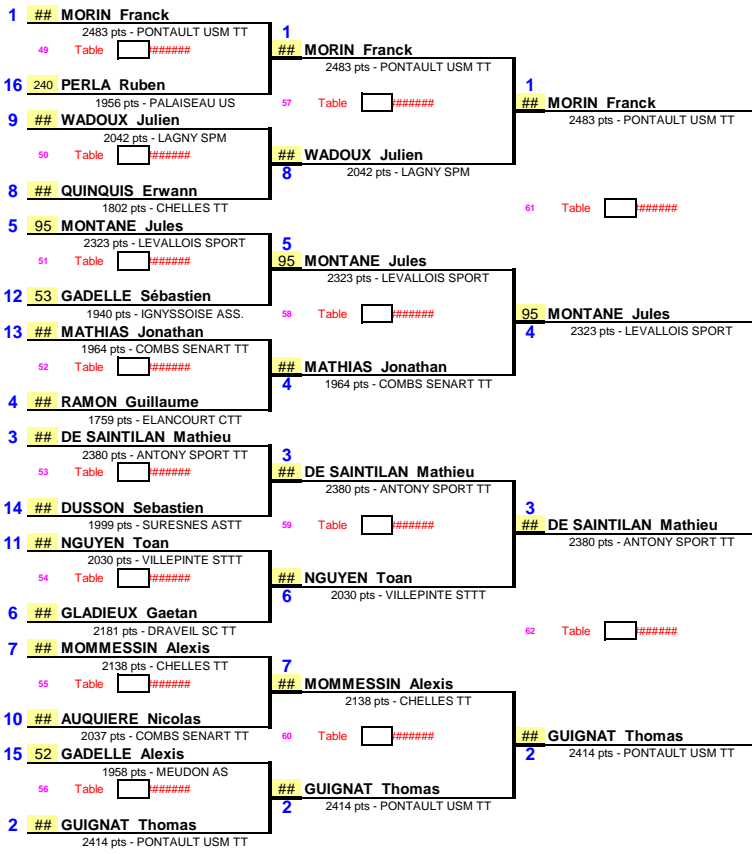 1 ## MORIN Franck
2483 pts - PONTAULT USM TT
49 Table ######
16 240 PERLA Ruben
1956 pts - PALAISEAU US
9 ## WADOUX Julien
2042 pts - LAGNY SPM
50 Table ######
8 ## QUINQUIS Erwann
1802 pts - CHELLES TT
5 95 MONTANE Jules
2323 pts - LEVALLOIS SPORT
51 Table ######
12 53 GADELLE Sébastien
1940 pts - IGNYSSOISE ASS.
13 ## MATHIAS Jonathan
1964 pts - COMBS SENART TT
52 Table ######
4 ## RAMON Guillaume
1759 pts - ELANCOURT CTT
3 ## DE SAINTILAN Mathieu
2380 pts - ANTONY SPORT TT
53 Table ######
14 ## DUSSON Sebastien
1999 pts - SURESNES ASTT
11 ## NGUYEN Toan
2030 pts - VILLEPINTE STTT
54 Table ######
6 ## GLADIEUX Gaetan
2181 pts - DRAVEIL SC TT
7 ## MOMMESSIN Alexis
2138 pts - CHELLES TT
55 Table ######
10 ## AUQUIERE Nicolas
2037 pts - COMBS SENART TT
15 52 GADELLE Alexis
1958 pts - MEUDON AS
56 Table ######
2 ## GUIGNAT Thomas
2414 pts - PONTAULT USM TT
1
## MORIN Franck
2483 pts - PONTAULT USM TT
57 Table ######
## WADOUX Julien
8 2042 pts - LAGNY SPM
5
95 MONTANE Jules
2323 pts - LEVALLOIS SPORT
58 Table ######
## MATHIAS Jonathan
4 1964 pts - COMBS SENART TT
3
## DE SAINTILAN Mathieu
2380 pts - ANTONY SPORT TT
59 Table ######
## NGUYEN Toan
6 2030 pts - VILLEPINTE STTT
7
## MOMMESSIN Alexis
2138 pts - CHELLES TT
60 Table ######
## GUIGNAT Thomas
2 2414 pts - PONTAULT USM TT
1
## MORIN Franck
2483 pts - PONTAULT USM TT
61 Table ######
95 MONTANE Jules
4 2323 pts - LEVALLOIS SPORT
3
## DE SAINTILAN Mathieu
2380 pts - ANTONY SPORT TT
62 Table ######
## GUIGNAT Thomas
2 2414 pts - PONTAULT USM TT